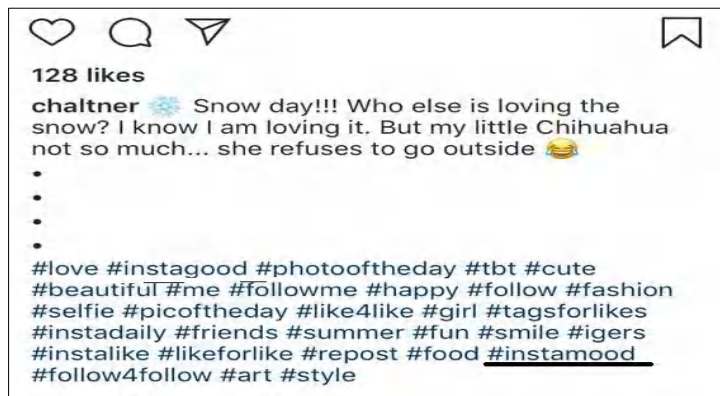 128 likes
chaltner ❄️ Snow day!!! Who else is loving the
snow? I know I am loving it. But my little Chihuahua
not so much... she refuses to go outside 😂
•
•
•
•
#love #instagood #photooftheday #tbt #cute
#beautiful #me #followme #happy #follow #fashion
#selfie #picoftheday #like4like #girl #tagsforlikes
#instadaily #friends #summer #fun #smile #igers
#instalike #likeforlike #repost #food #instamood
#follow4follow #art #style